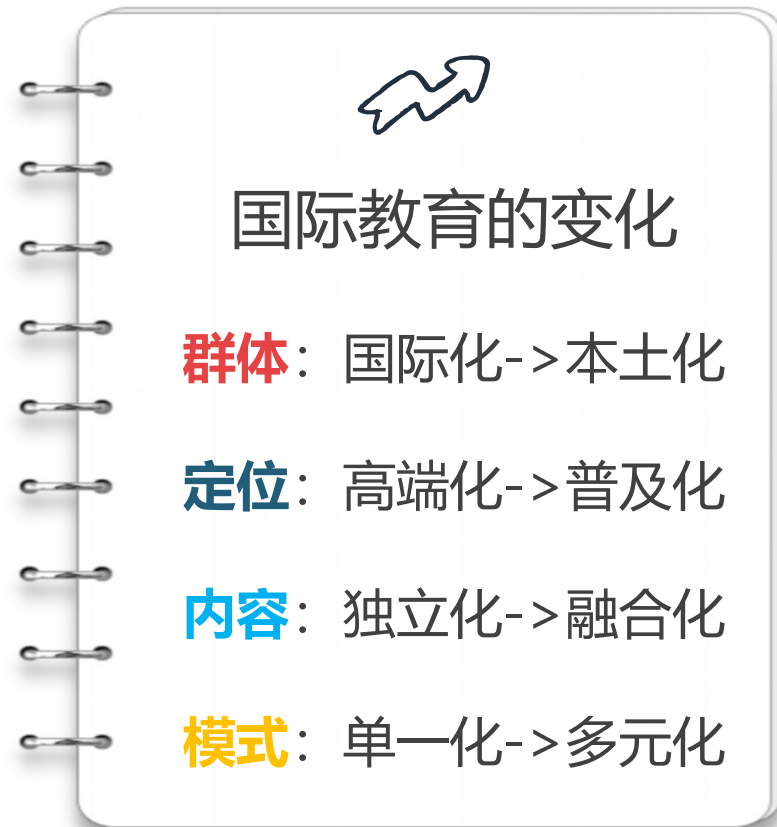 国际教育的变化
群体：国际化->本土化
定位：高端化->普及化
内容：独立化->融合化
模式：单一化->多元化